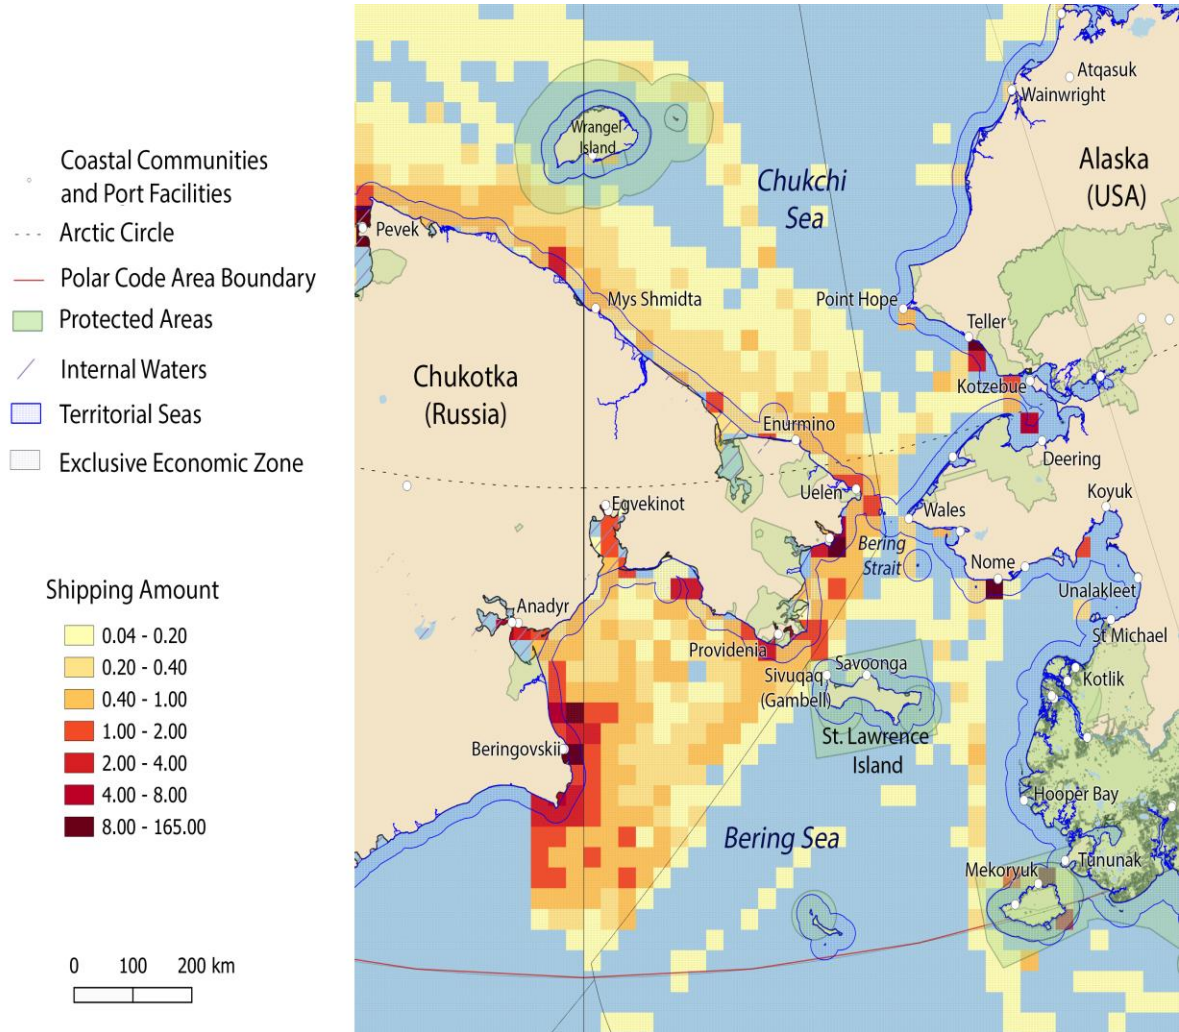 Coastal Communities
and Port Facilities
Arctic Circle
Polar Code Area Boundary
Protected Areas
Internal Waters
Territorial Seas
Exclusive Economic Zone
Shipping Amount
0.04 - 0.20
0.20 - 0.40
0.40 - 1.00
1.00 - 2.00
2.00 - 4.00
4.00 - 8.00
8.00 - 165.00
0 100 200 km
Atqasuk
Wainwright
Wrangel
Island
Alaska
(USA)
Chukchi
Sea
Pevek
Mys Shmidta
Point Hope
Teller
Kotzebue
Chukotka
(Russia)
Enurmino
Deering
Uelen
Koyuk
Egvekinot
Wales
Bering
Strait
Nome
Unalakleet
Anadyr
St Michael
Providenia
Savoonga
Sivuqaq
(Gambell)
Kotlik
St. Lawrence
Island
Beringovskii
Hooper Bay
Bering Sea
Tununak
Mekoryuk